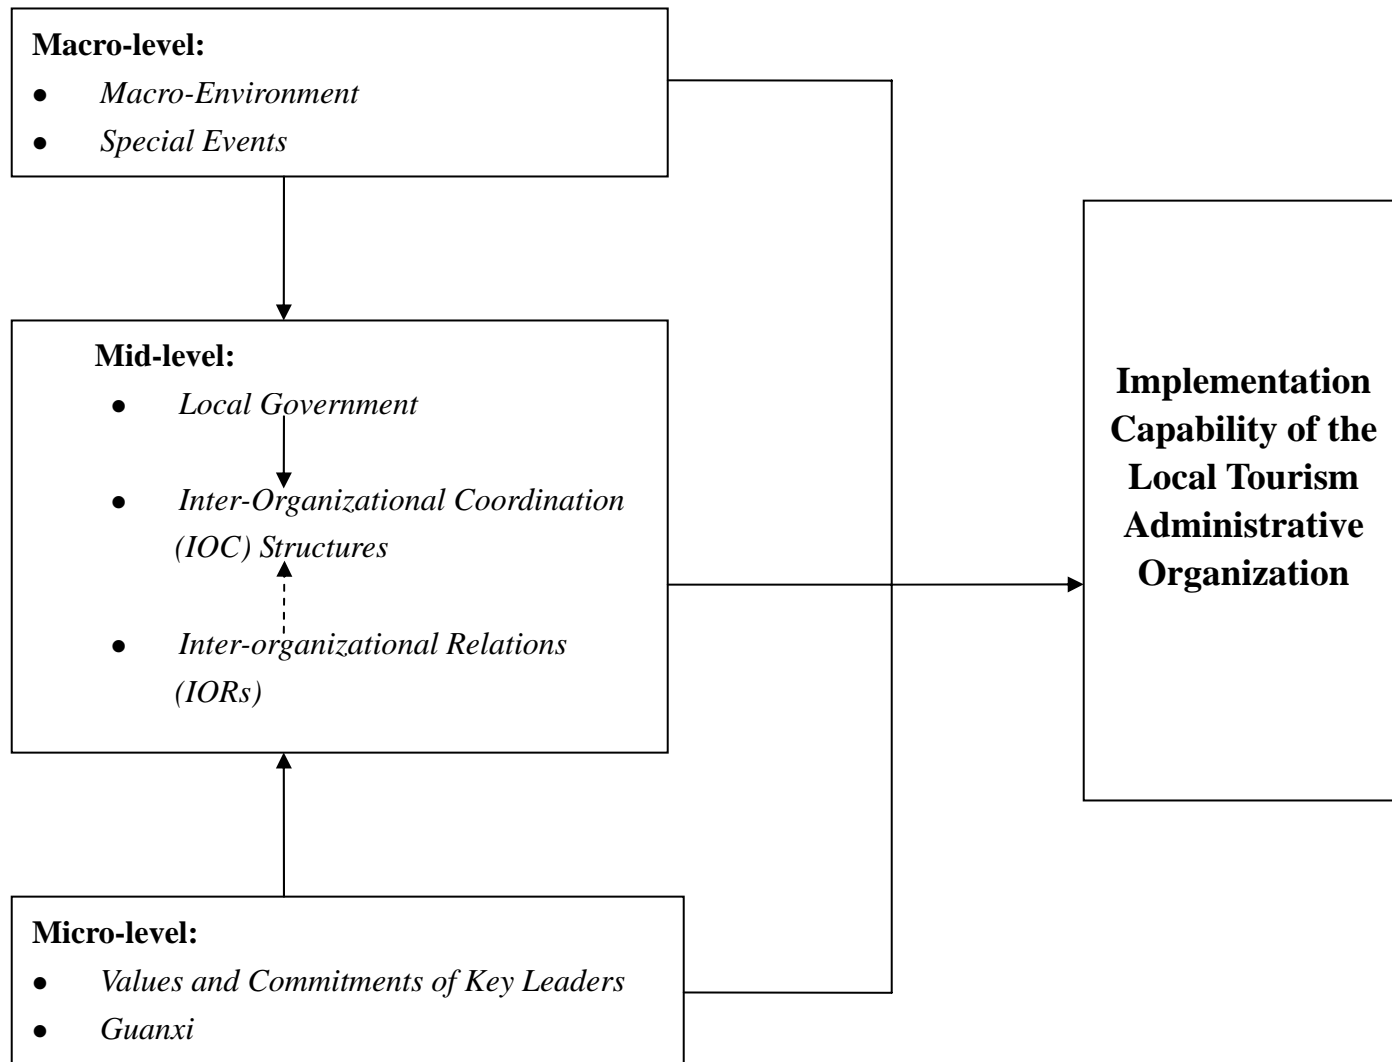 Macro-level:
● Macro-Environment
● Special Events
Mid-level:
● Local Government
● Inter-Organizational Coordination
(IOC) Structures
● Inter-organizational Relations
(IORs)
Micro-level:
● Values and Commitments of Key Leaders
● Guanxi
Implementation
Capability of the
Local Tourism
Administrative
Organization